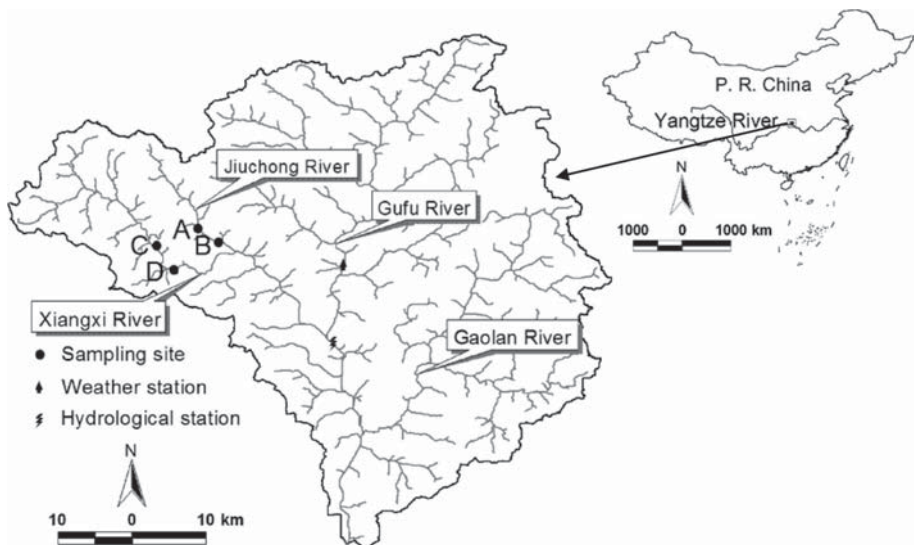 P. R. China
Yangtze River
N
1000 0 1000 km
Jiuchong River
Gufu River
A
B
C
D
Xiangxi River
Gaolan River
Sampling site
Weather station
Hydrological station
N
10 0 10 km